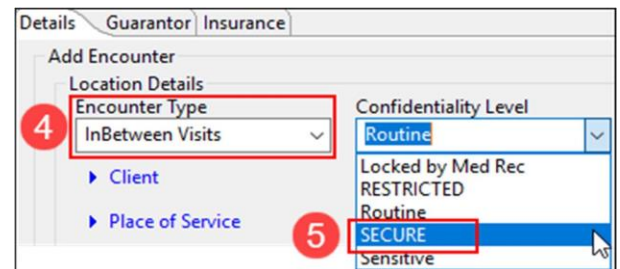 Details Guarantor Insurance
Add Encounter
Location Details
Encounter Type Confidentiality Level
4 InBetween Visits Routine
Locked by Med Rec
Client RESTRICTED
Routine
Place of Service 5 SECURE
Sensitive